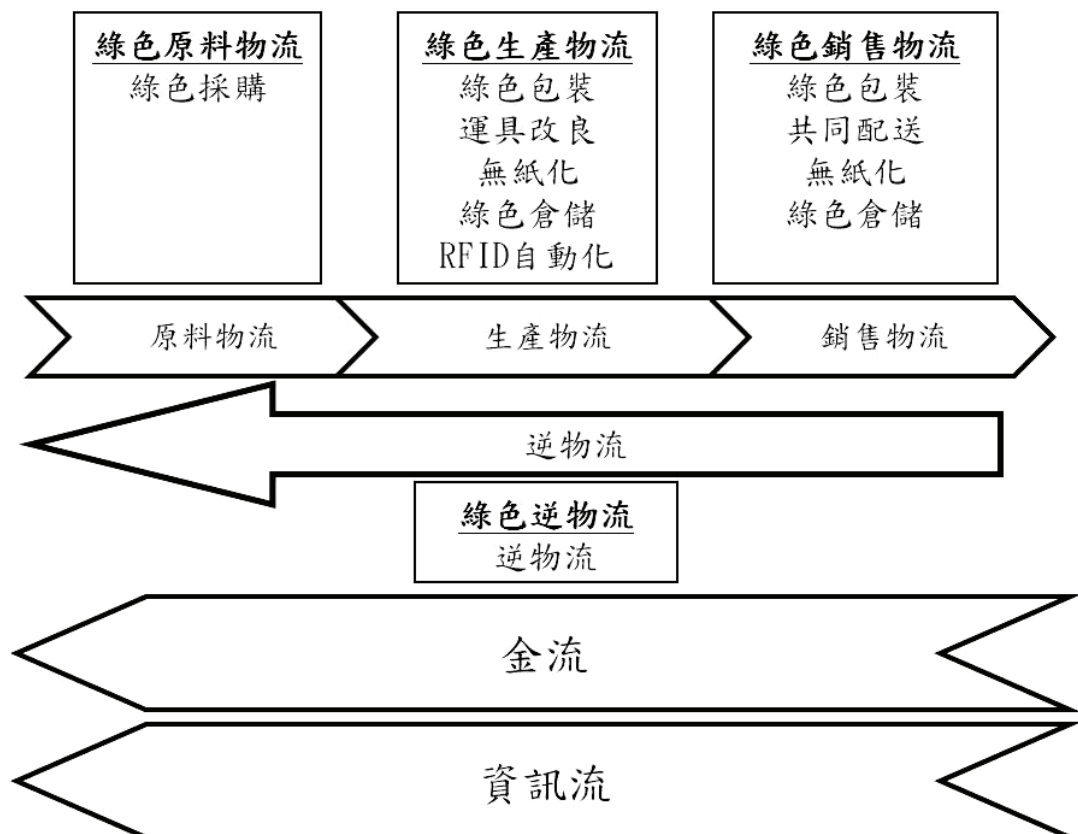 綠色原料物流
綠色採購
綠色生產物流
綠色包裝
運具改良
無紙化
綠色倉儲
RFID自動化
綠色銷售物流
綠色包裝
共同配送
無紙化
綠色倉儲
原料物流
生產物流
銷售物流
逆物流
綠色逆物流
逆物流
金流
資訊流